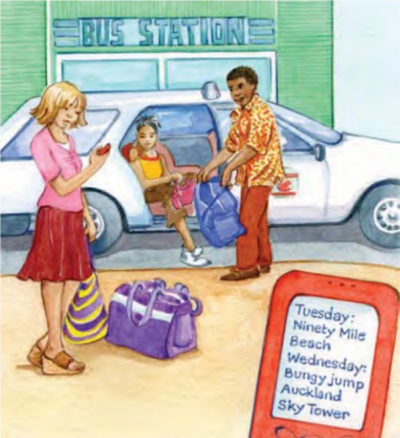 BUS STATION
Tuesday:
Ninety Mile
Beach
Wednesday:
Bungy jump
Auckland
Sky Tower